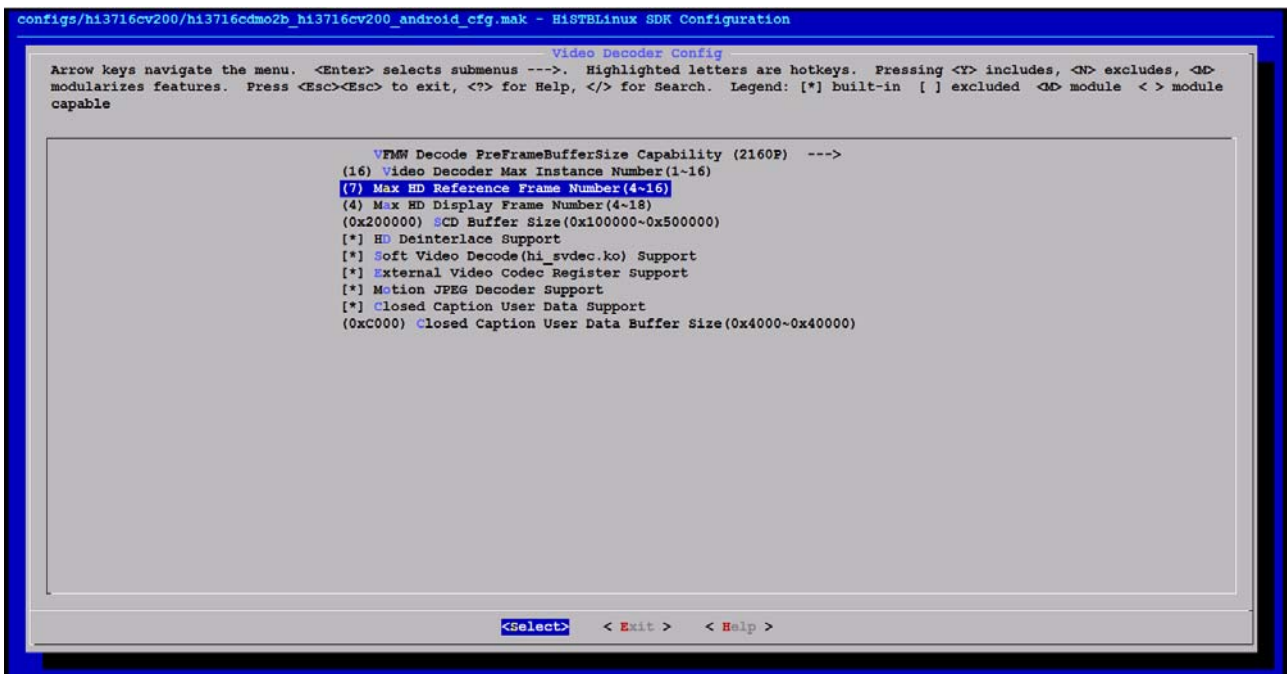 configs/hi3716cv200/hi3716cdmo2b_hi3716cv200_android_cfg.mak - HiSTBLinux SDK Configuration
Video Decoder Config
Arrow keys navigate the menu.  <Enter> selects submenus --->.  Highlighted letters are hotkeys.  Pressing <Y> includes, <N> excludes, <M>
modularizes features.  Press <Esc><Esc> to exit, <?> for Help, </> for Search.  Legend: [*] built-in  [ ] excluded  <M> module  < > module
capable
VFMW Decode PreFrameBufferSize Capability (2160P)  --->
(16) Video Decoder Max Instance Number(1~16)
(7) Max HD Reference Frame Number(4~16)
(4) Max HD Display Frame Number(4~18)
(0x200000) SCD Buffer Size(0x100000~0x500000)
[*] HD Deinterlace Support
[*] Soft Video Decode(hi_svdec.ko) Support
[*] External Video Codec Register Support
[*] Motion JPEG Decoder Support
[*] Closed Caption User Data Support
(0xC000) Closed Caption User Data Buffer Size(0x4000~0x40000)
<Select>    < Exit >    < Help >